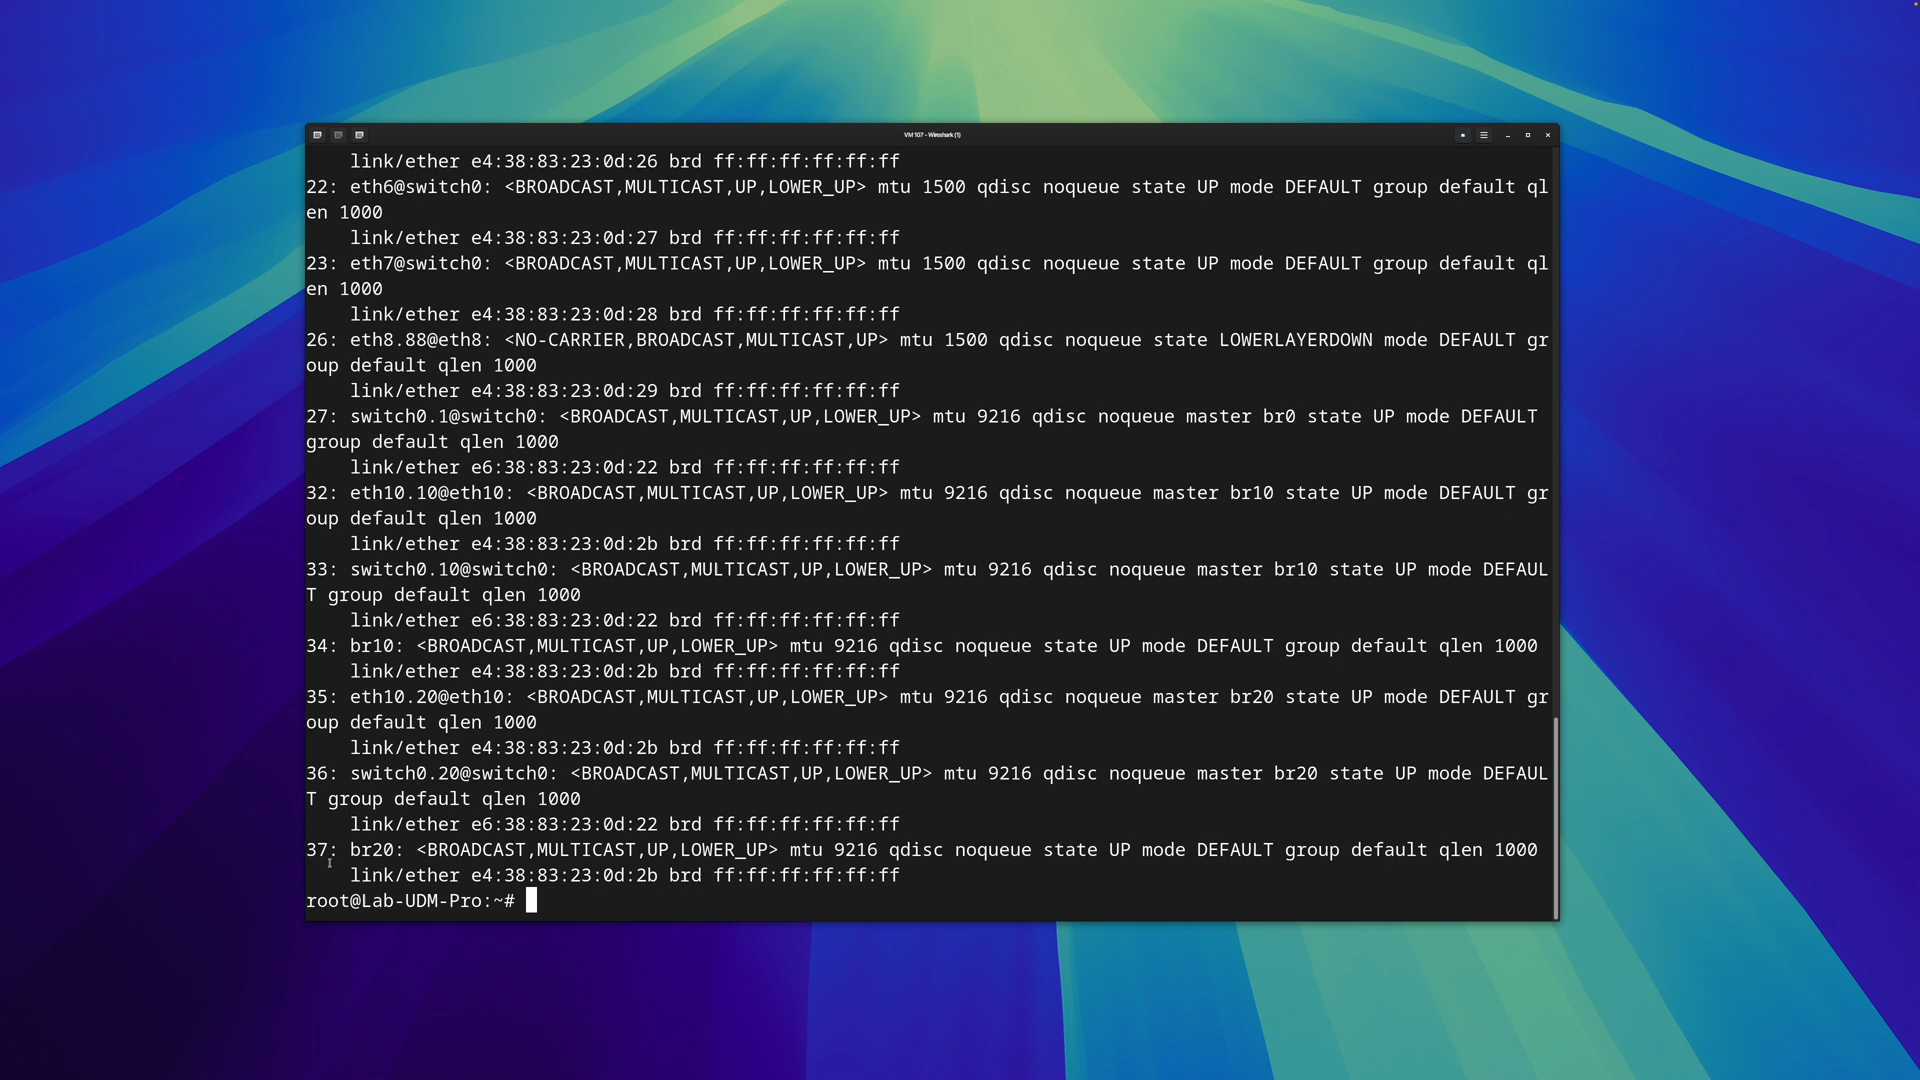 VM 107 - Wireshark (1)
    link/ether e4:38:83:23:0d:26 brd ff:ff:ff:ff:ff:ff
22: eth6@switch0: <BROADCAST,MULTICAST,UP,LOWER_UP> mtu 1500 qdisc noqueue state UP mode DEFAULT group default ql
en 1000
    link/ether e4:38:83:23:0d:27 brd ff:ff:ff:ff:ff:ff
23: eth7@switch0: <BROADCAST,MULTICAST,UP,LOWER_UP> mtu 1500 qdisc noqueue state UP mode DEFAULT group default ql
en 1000
    link/ether e4:38:83:23:0d:28 brd ff:ff:ff:ff:ff:ff
26: eth8.88@eth8: <NO-CARRIER,BROADCAST,MULTICAST,UP> mtu 1500 qdisc noqueue state LOWERLAYERDOWN mode DEFAULT gr
oup default qlen 1000
    link/ether e4:38:83:23:0d:29 brd ff:ff:ff:ff:ff:ff
27: switch0.1@switch0: <BROADCAST,MULTICAST,UP,LOWER_UP> mtu 9216 qdisc noqueue master br0 state UP mode DEFAULT
group default qlen 1000
    link/ether e6:38:83:23:0d:22 brd ff:ff:ff:ff:ff:ff
32: eth10.10@eth10: <BROADCAST,MULTICAST,UP,LOWER_UP> mtu 9216 qdisc noqueue master br10 state UP mode DEFAULT gr
oup default qlen 1000
    link/ether e4:38:83:23:0d:2b brd ff:ff:ff:ff:ff:ff
33: switch0.10@switch0: <BROADCAST,MULTICAST,UP,LOWER_UP> mtu 9216 qdisc noqueue master br10 state UP mode DEFAUL
T group default qlen 1000
    link/ether e6:38:83:23:0d:22 brd ff:ff:ff:ff:ff:ff
34: br10: <BROADCAST,MULTICAST,UP,LOWER_UP> mtu 9216 qdisc noqueue state UP mode DEFAULT group default qlen 1000
    link/ether e4:38:83:23:0d:2b brd ff:ff:ff:ff:ff:ff
35: eth10.20@eth10: <BROADCAST,MULTICAST,UP,LOWER_UP> mtu 9216 qdisc noqueue master br20 state UP mode DEFAULT gr
oup default qlen 1000
    link/ether e4:38:83:23:0d:2b brd ff:ff:ff:ff:ff:ff
36: switch0.20@switch0: <BROADCAST,MULTICAST,UP,LOWER_UP> mtu 9216 qdisc noqueue master br20 state UP mode DEFAUL
T group default qlen 1000
    link/ether e6:38:83:23:0d:22 brd ff:ff:ff:ff:ff:ff
37: br20: <BROADCAST,MULTICAST,UP,LOWER_UP> mtu 9216 qdisc noqueue state UP mode DEFAULT group default qlen 1000
    link/ether e4:38:83:23:0d:2b brd ff:ff:ff:ff:ff:ff
root@Lab-UDM-Pro:~#